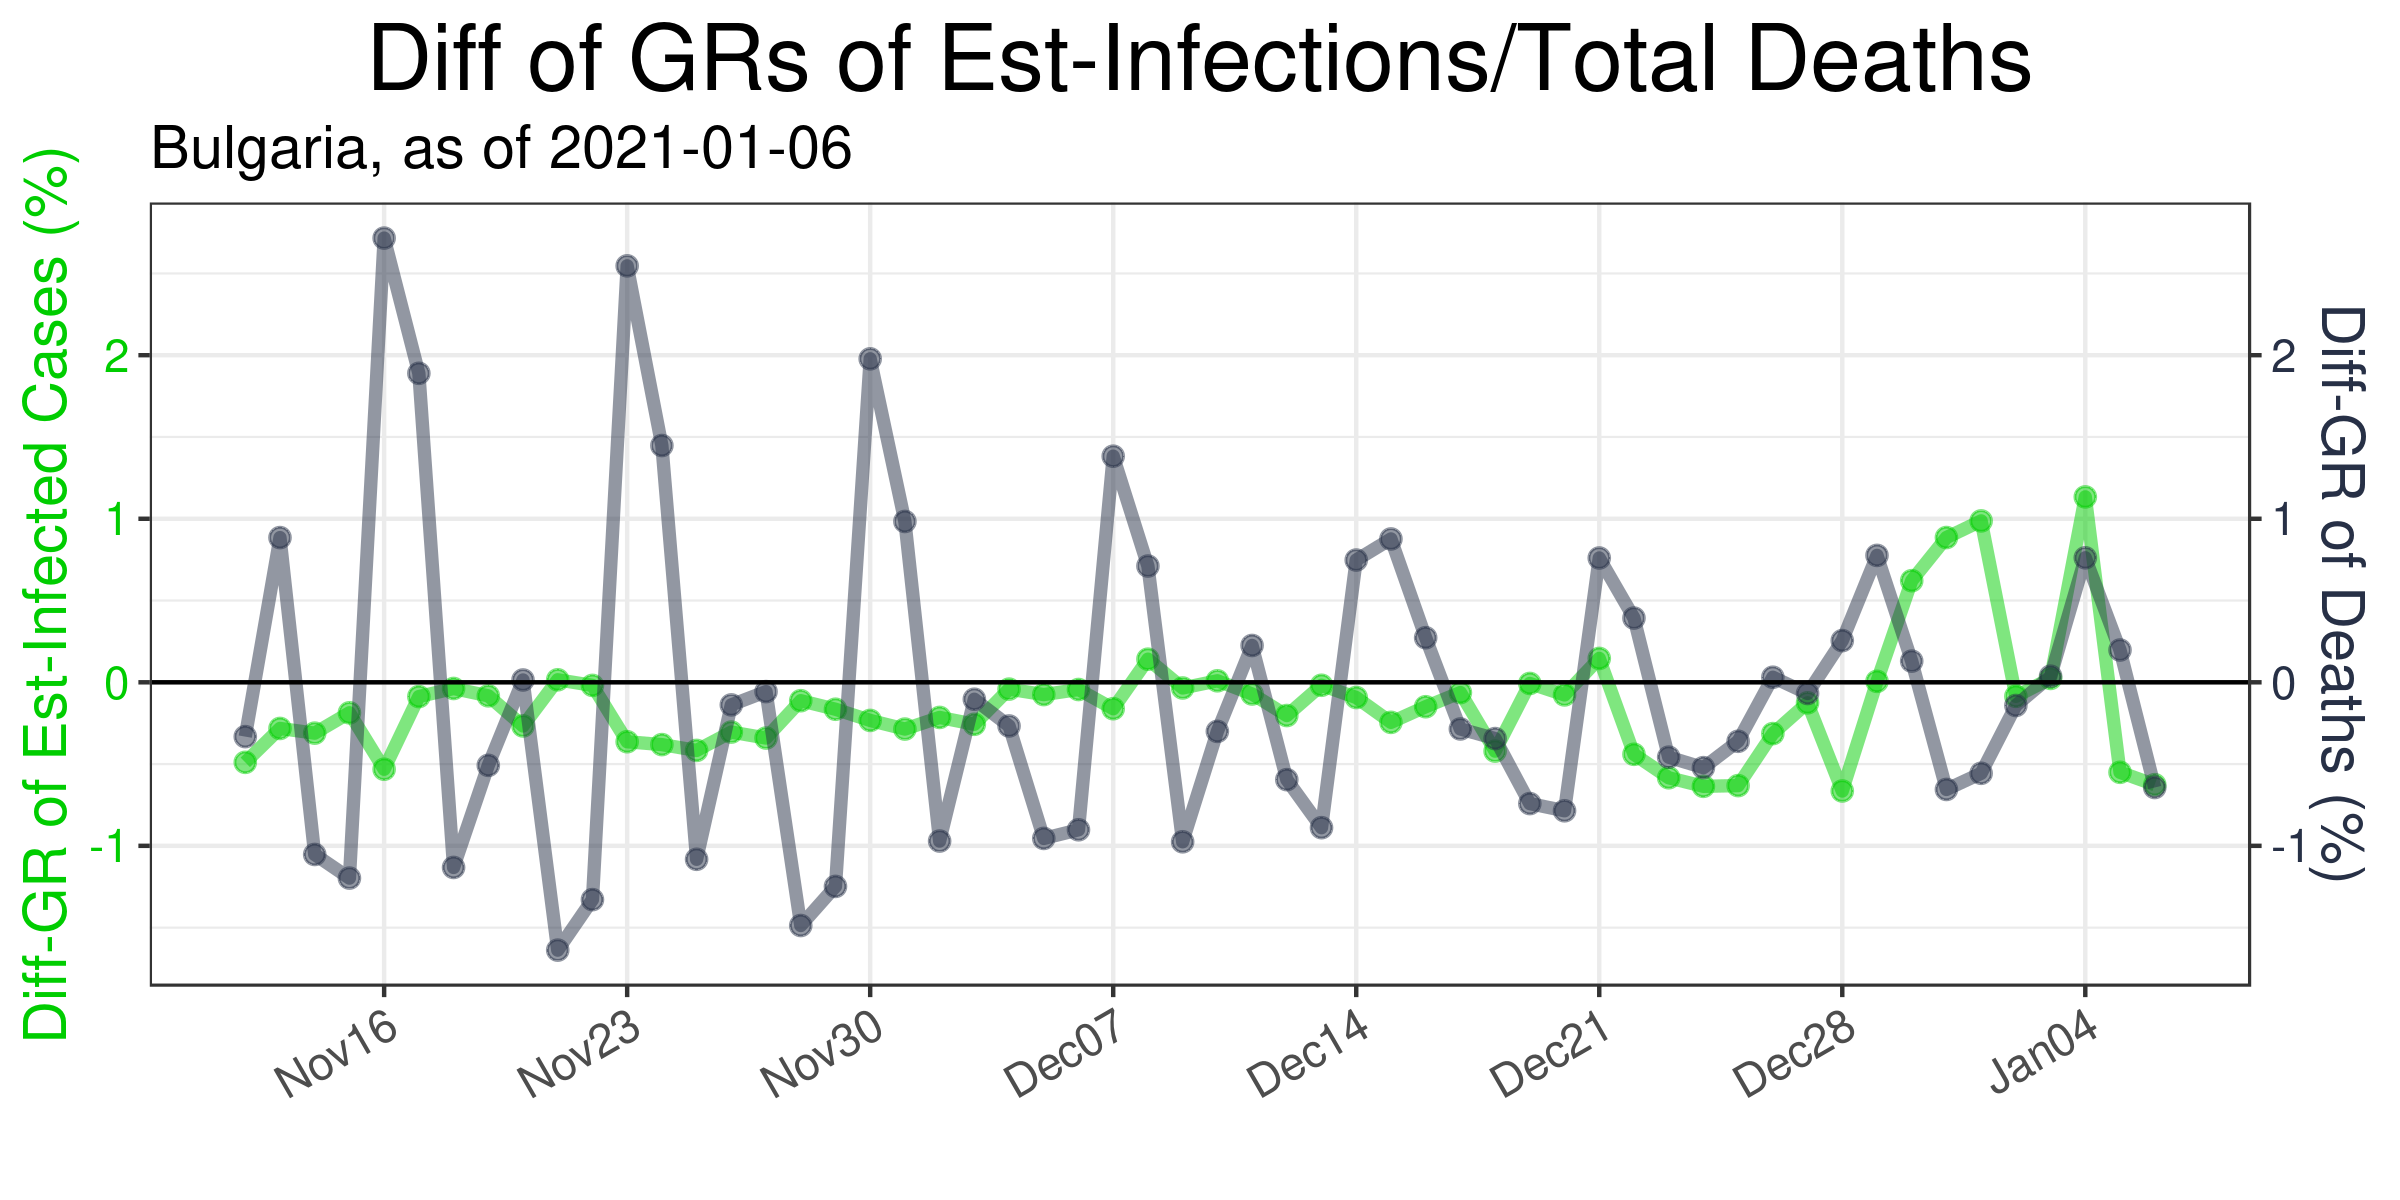 Diff of GRs of Est-Infections/Total Deaths
Bulgaria, as of 2021-01-06
Diff-GR of Est-Infected Cases (%)
2
1
0
-1
2
1
0
-1
Diff-GR of Deaths (%)
Nov16
Nov23
Nov30
Dec07
Dec14
Dec21
Dec28
Jan04